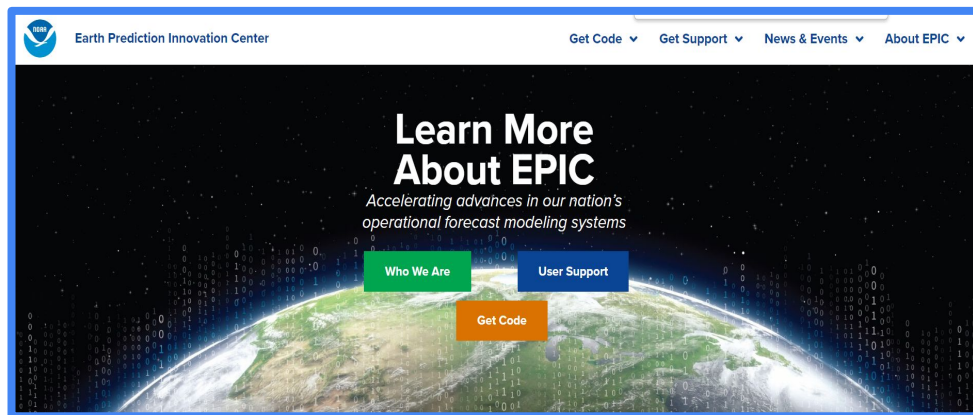 NOAA
Earth Prediction Innovation Center
Get Code
Get Support
News & Events
About EPIC
Learn More
About EPIC
Accelerating advances in our nation's
operational forecast modeling systems
Who We Are
User Support
Get Code